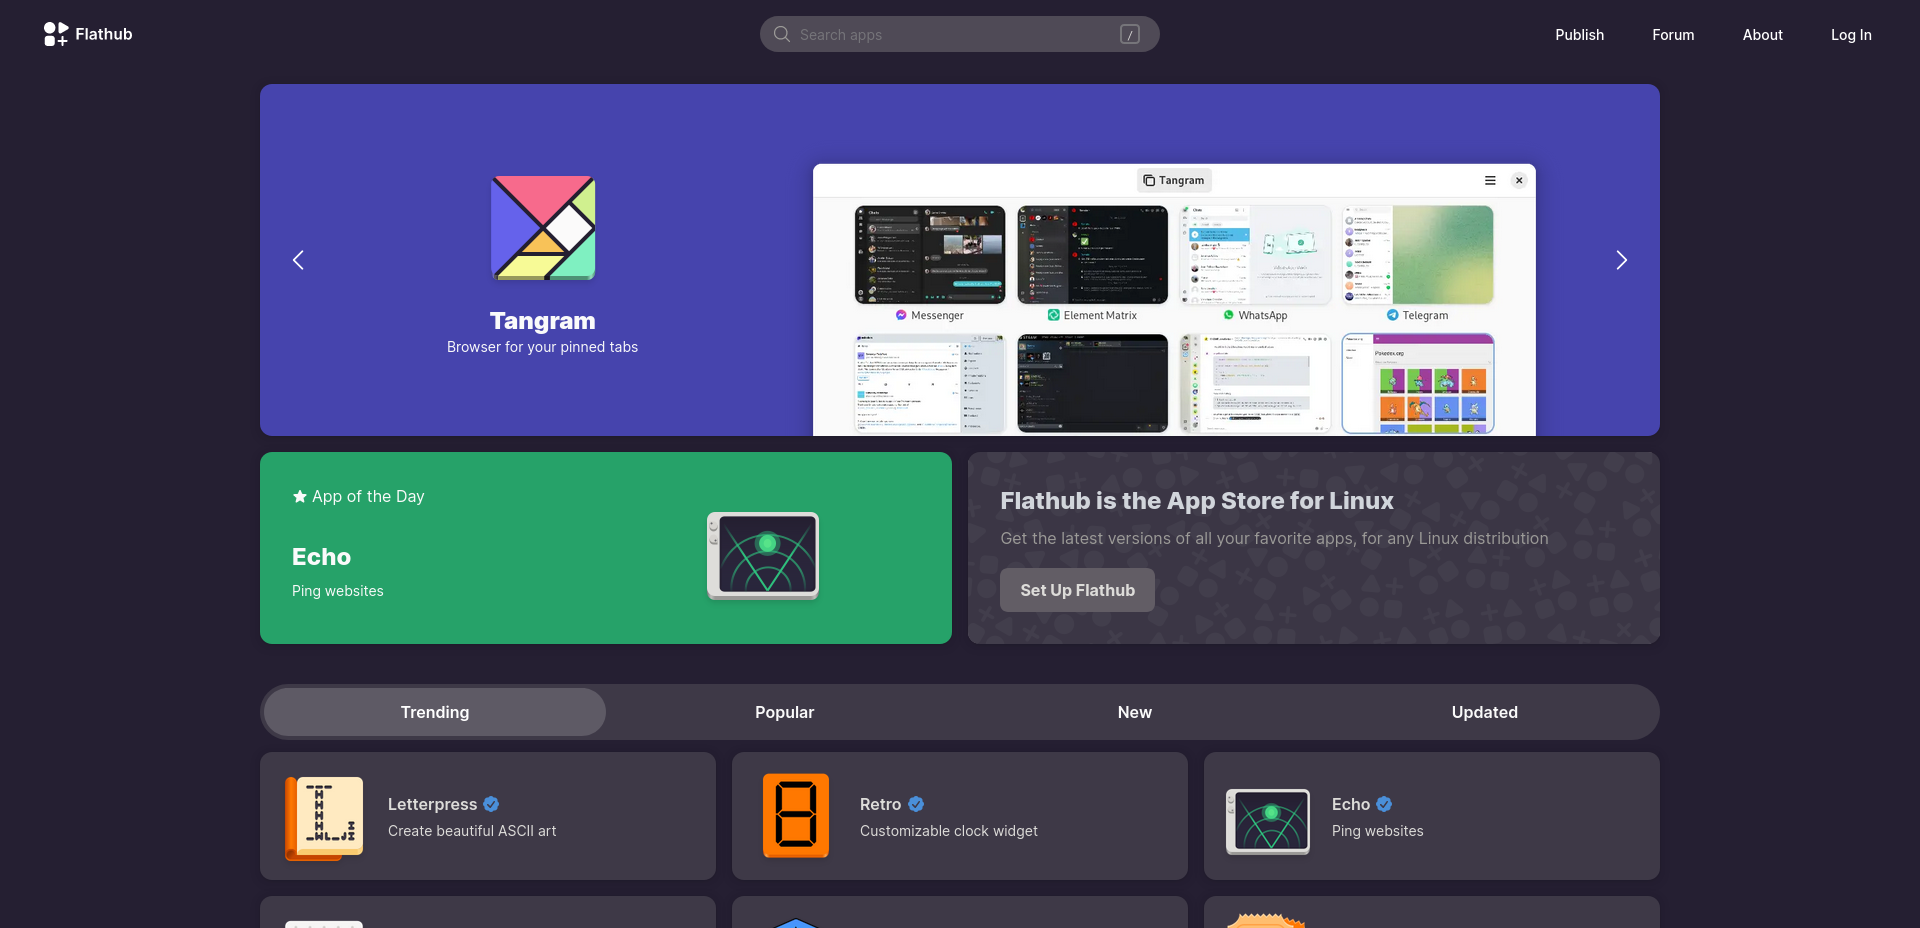 Flathub
Search apps
/
Publish
Forum
About
Log In
Tangram
Browser for your pinned tabs
Tangram
Messenger
Element Matrix
WhatsApp
Telegram
App of the Day
Echo
Ping websites
Flathub is the App Store for Linux
Get the latest versions of all your favorite apps, for any Linux distribution
Set Up Flathub
Trending
Popular
New
Updated
Letterpress
Create beautiful ASCII art
Retro
Customizable clock widget
Echo
Ping websites